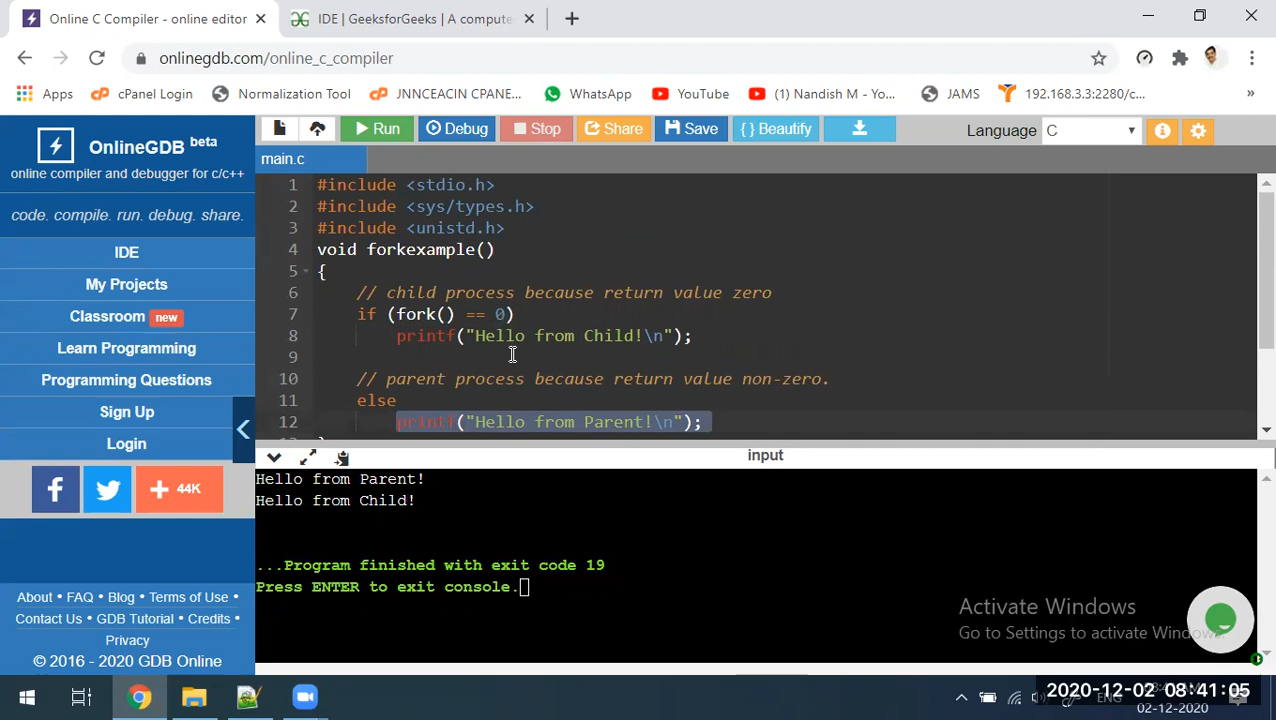 Online C Compiler - online editor
IDE | GeeksforGeeks | A compute
onlinegdb.com/online_c_compiler
Apps
cPanel Login
Normalization Tool
JNNCEACIN CPANE...
WhatsApp
YouTube
(1) Nandish M - Yo...
JAMS
192.168.3.3:2280/c...
»
OnlineGDB beta
online compiler and debugger for c/c++
code. compile. run. debug. share.
IDE
My Projects
Classroom new
Learn Programming
Programming Questions
Sign Up
Login
44K
About • FAQ • Blog • Terms of Use •
Contact Us • GDB Tutorial • Credits •
Privacy
© 2016 - 2020 GDB Online
Run
Debug
Stop
Share
Save
{ } Beautify
Language C
main.c
1 #include <stdio.h>
2 #include <sys/types.h>
3 #include <unistd.h>
4 void forkexample()
5 {
6 // child process because return value zero
7 if (fork() == 0)
8 printf("Hello from Child!\n");
9
10 // parent process because return value non-zero.
11 else
12 printf("Hello from Parent!\n");
input
Hello from Parent!
Hello from Child!
...Program finished with exit code 19
Press ENTER to exit console.
Activate Windows
Go to Settings to activate Windows.
ENG
2020-12-02 08:41:05
02-12-2020